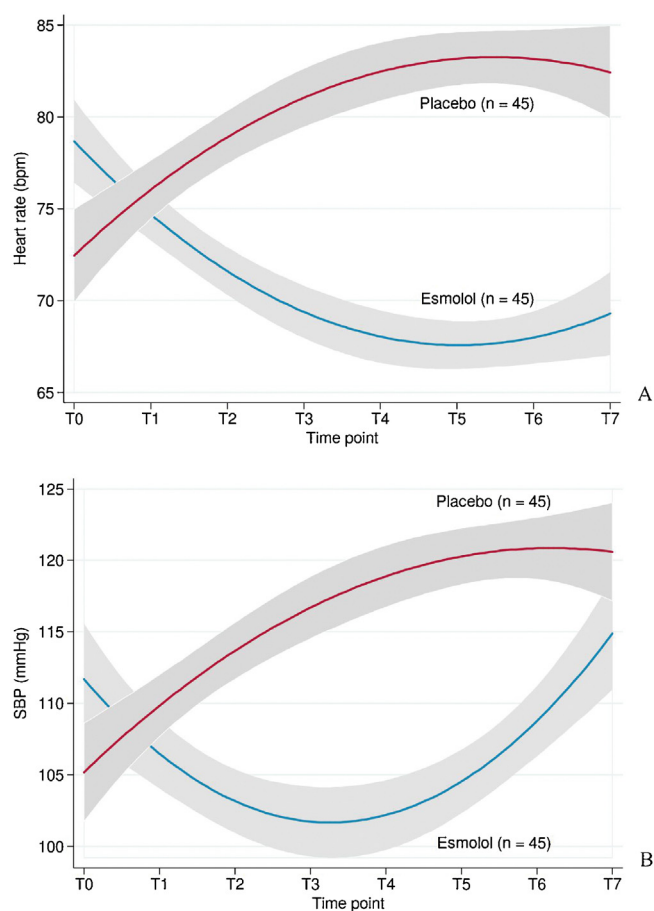 85
80
75
70
65
Heart rate (bpm)
Placebo (n = 45)
Esmolol (n = 45)
T0 T1 T2 T3 T4 T5 T6 T7
Time point
A
125
120
115
110
105
100
SBP (mmHg)
Placebo (n = 45)
Esmolol (n = 45)
T0 T1 T2 T3 T4 T5 T6 T7
Time point
B